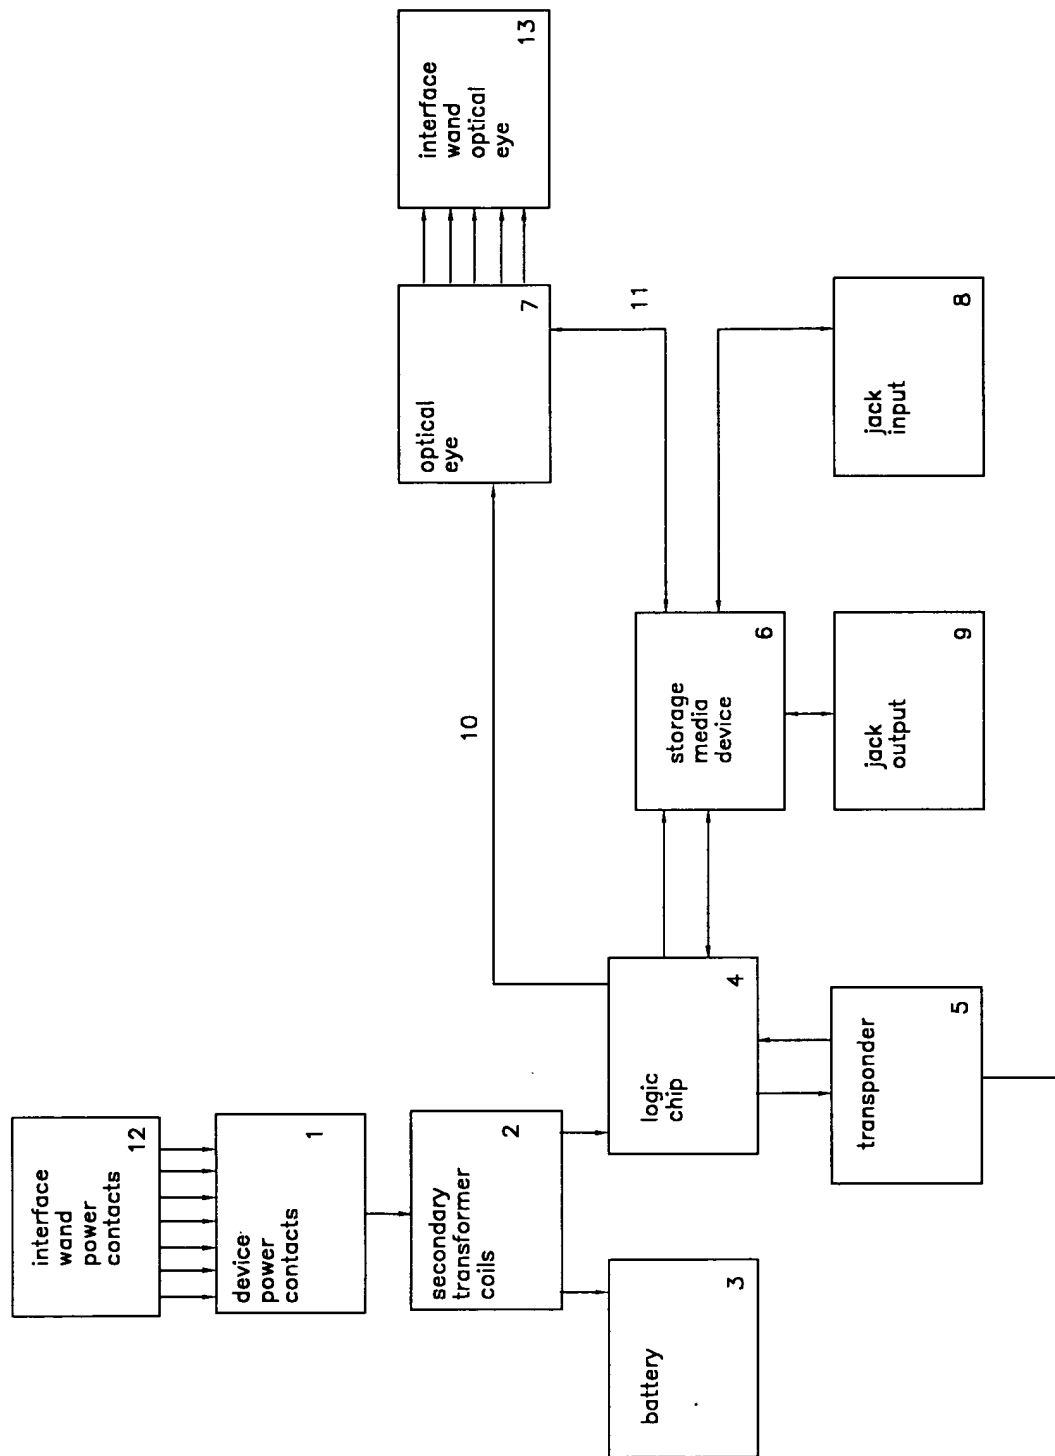 interface
wand
power
contacts
12
device
power
contacts
1
secondary
transformer
coils
2
battery
3
logic
chip
4
transponder
5
10
storage
media
device
6
jack
output
9
optical
eye
7
11
jack
input
8
interface
wand
optical
eye
13